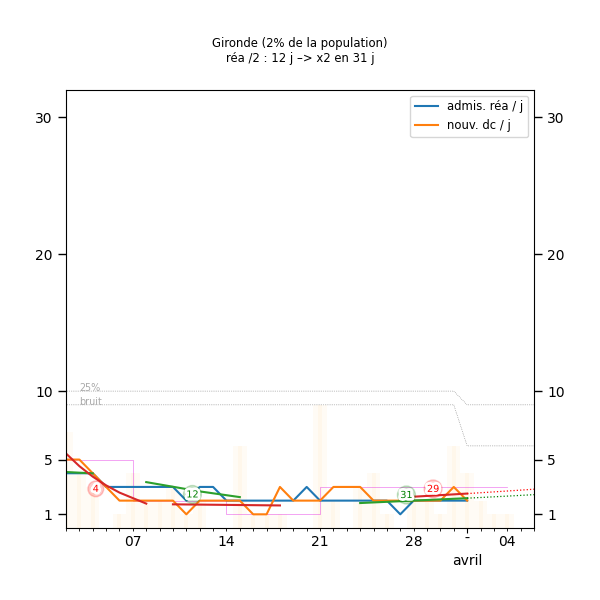 Gironde (2% de la population)
réa /2 : 12 j –> x2 en 31 j
admis. réa / j
nouv. dc / j
30 30
20 20
25%
10 10
bruit
5 5
4 12 31 29
1 1
07 14 21 28 - 04
avril